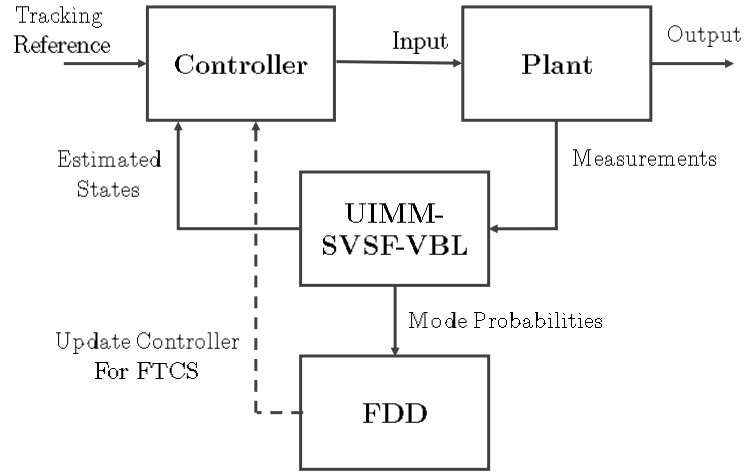 Tracking
Reference
Controller
Input
Plant
Output
Estimated
States
Measurements
UIMM-
SVSF-VBL
Mode Probabilities
Update Controller
For FTCS
FDD